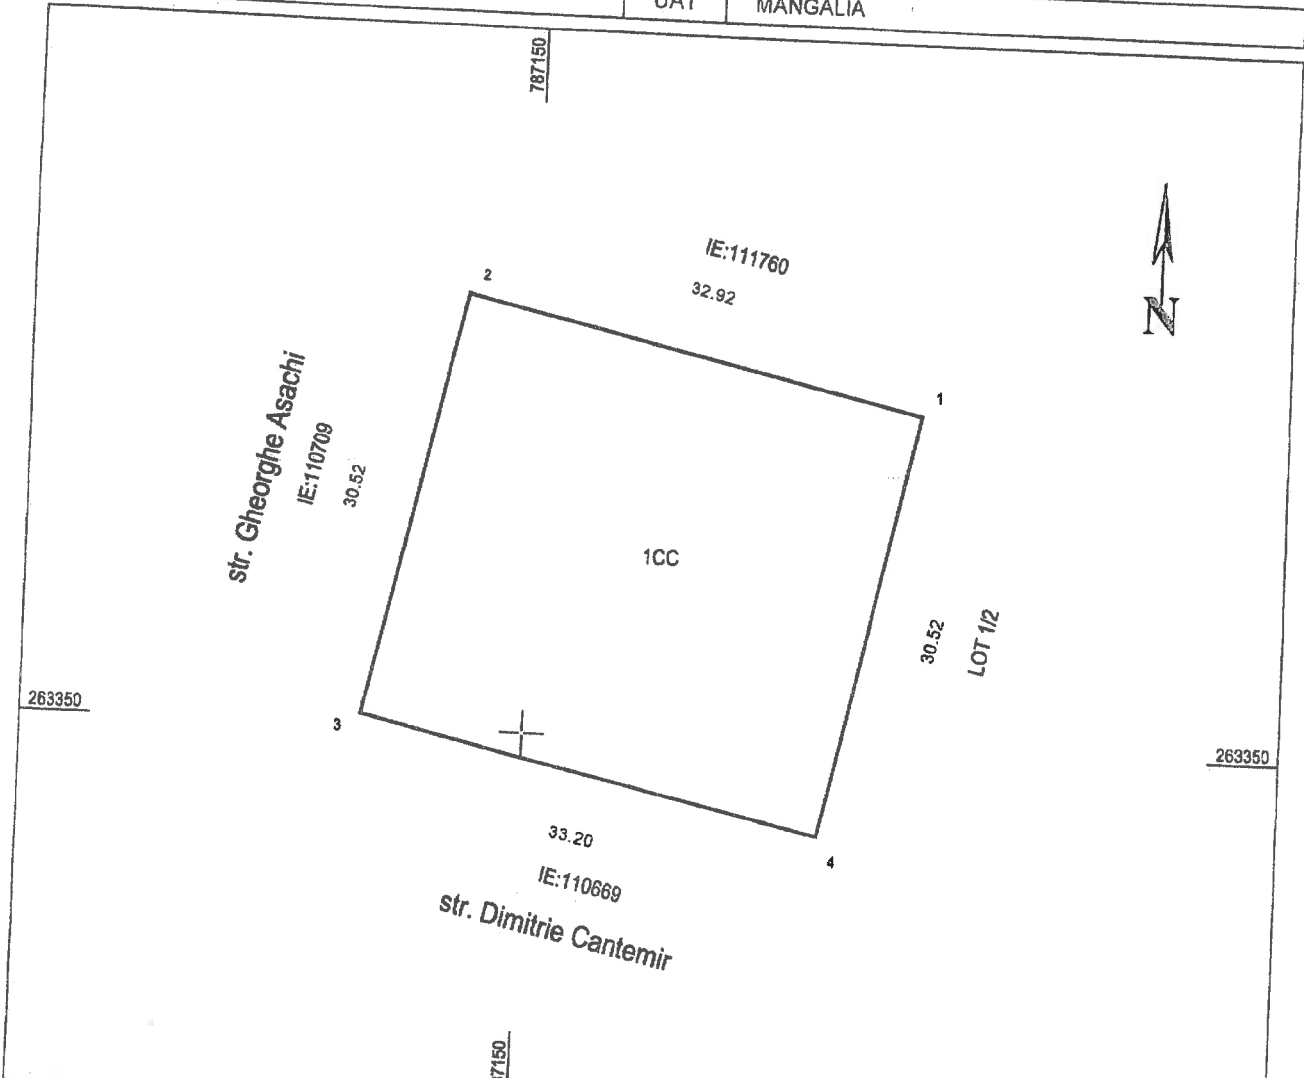 UAT MANGALIA
787150
IE:111760
32.92
2
1
str. Gheorghe Asachi
IE:110709
30.52
1CC
N
30.52
LOT 1/2
263350
3
263350
33.20
4
IE:110669
str. Dimitrie Cantemir
7150